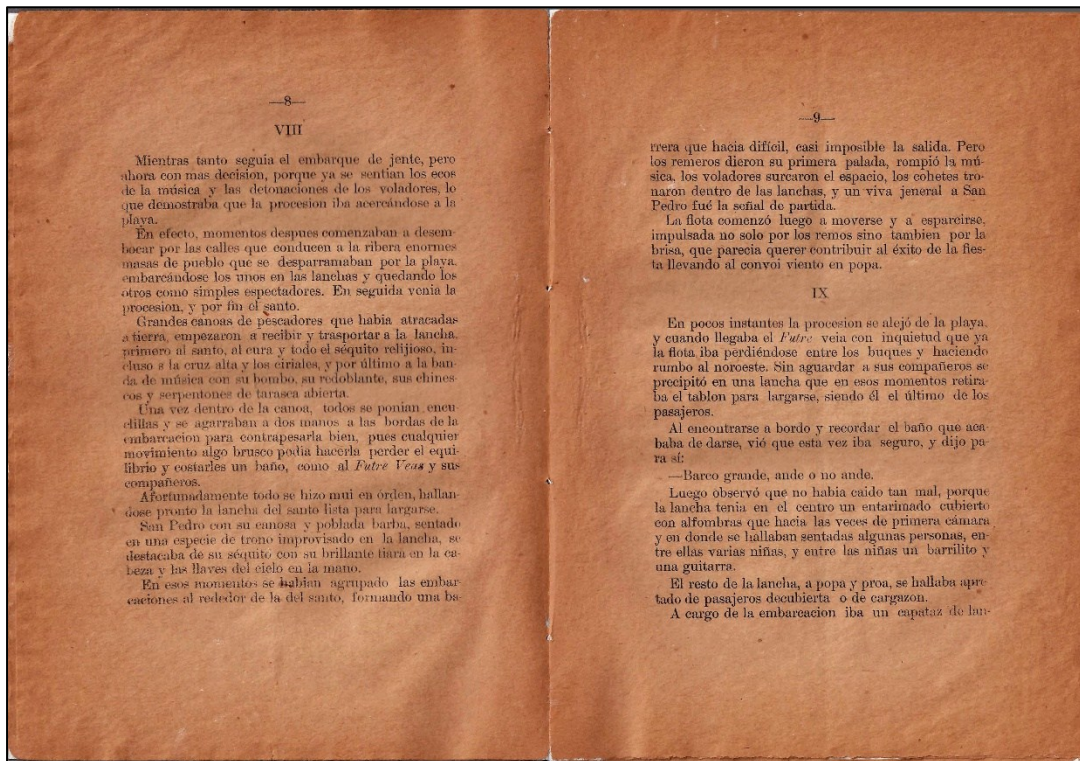 —8—
VIII
Mientras tanto seguia el embarque de jente, pero
ahora con mas decision, porque ya se sentian los ecos
de la música y las detonaciones de los voladores, lo
que demostraba que la procesion iba acercándose a la
playa.
En efecto, momentos despues comenzaban a desem-
bocar por las calles que conducen a la ribera enormes
masas de pueblo que se desparramaban por la playa,
embarcándose los unos en las lanchas y quedando los
otros como simples espectadores. En seguida venia la
procesion, y por fin el santo.
Grandes canoas de pescadores que habia atracadas
a tierra, empezaron a recibir y trasportar a la lancha,
primero al santo, al cura y todo el séquito relijioso, in-
cluso a la cruz alta y los ciriales, y por último a la ban-
da de música con su bombo, su redoblante, sus chines-
cos y serpentones de tarasca abierta.
Una vez dentro de la canoa, todos se ponian encu-
clillas y se agarraban a dos manos a las bordas de la
embarcacion para contrapesarla bien, pues cualquier
movimiento algo brusco podia hacerla perder el equi-
librio y costarles un baño, como al Futre Veas y sus
compañeros.
Afortunadamente todo se hizo mui en órden, hallan-
dose pronto la lancha del santo lista para largarse.
San Pedro con su canosa y poblada barba, sentado
en una especie de trono improvisado en la lancha, se
destacaba de su séquito con su brillante tiara en la ca-
beza y las llaves del cielo en la mano.
En esos momentos se habian agrupado las embar-
caciones al rededor de la del santo, formando una ba-
—9—
rrera que hacia difícil, casi imposible la salida. Pero
los remeros dieron su primera palada, rompió la mú-
sica, los voladores surcaron el espacio, los cohetes tro-
naron dentro de las lanchas, y un viva jeneral a San
Pedro fué la señal de partida.
La flota comenzó luego a moverse y a esparcirse,
impulsada no solo por los remos sino tambien por la
brisa, que parecia querer contribuir al éxito de la fies-
ta llevando al convoi viento en popa.
IX
En pocos instantes la procesion se alejó de la playa,
y cuando llegaba el Futre veia con inquietud que ya
la flota iba perdiéndose entre los buques y haciendo
rumbo al noroeste. Sin aguardar a sus compañeros se
precipitó en una lancha que en esos momentos retira-
ba el tablon para largarse, siendo él el último de los
pasajeros.
Al encontrarse a bordo y recordar el baño que aca-
baba de darse, vió que esta vez iba seguro, y dijo pa-
ra sí:
—Barco grande, ande o no ande.
Luego observó que no habia caido tan mal, porque
la lancha tenia en el centro un entarimado cubierto
con alfombras que hacia las veces de primera cámara
y en donde se hallaban sentadas algunas personas, en-
tre ellas varias niñas, y entre las niñas un barrilito y
una guitarra.
El resto de la lancha, a popa y proa, se hallaba apre-
tado de pasajeros decubierta o de cargazon.
A cargo de la embarcacion iba un capataz de lan-